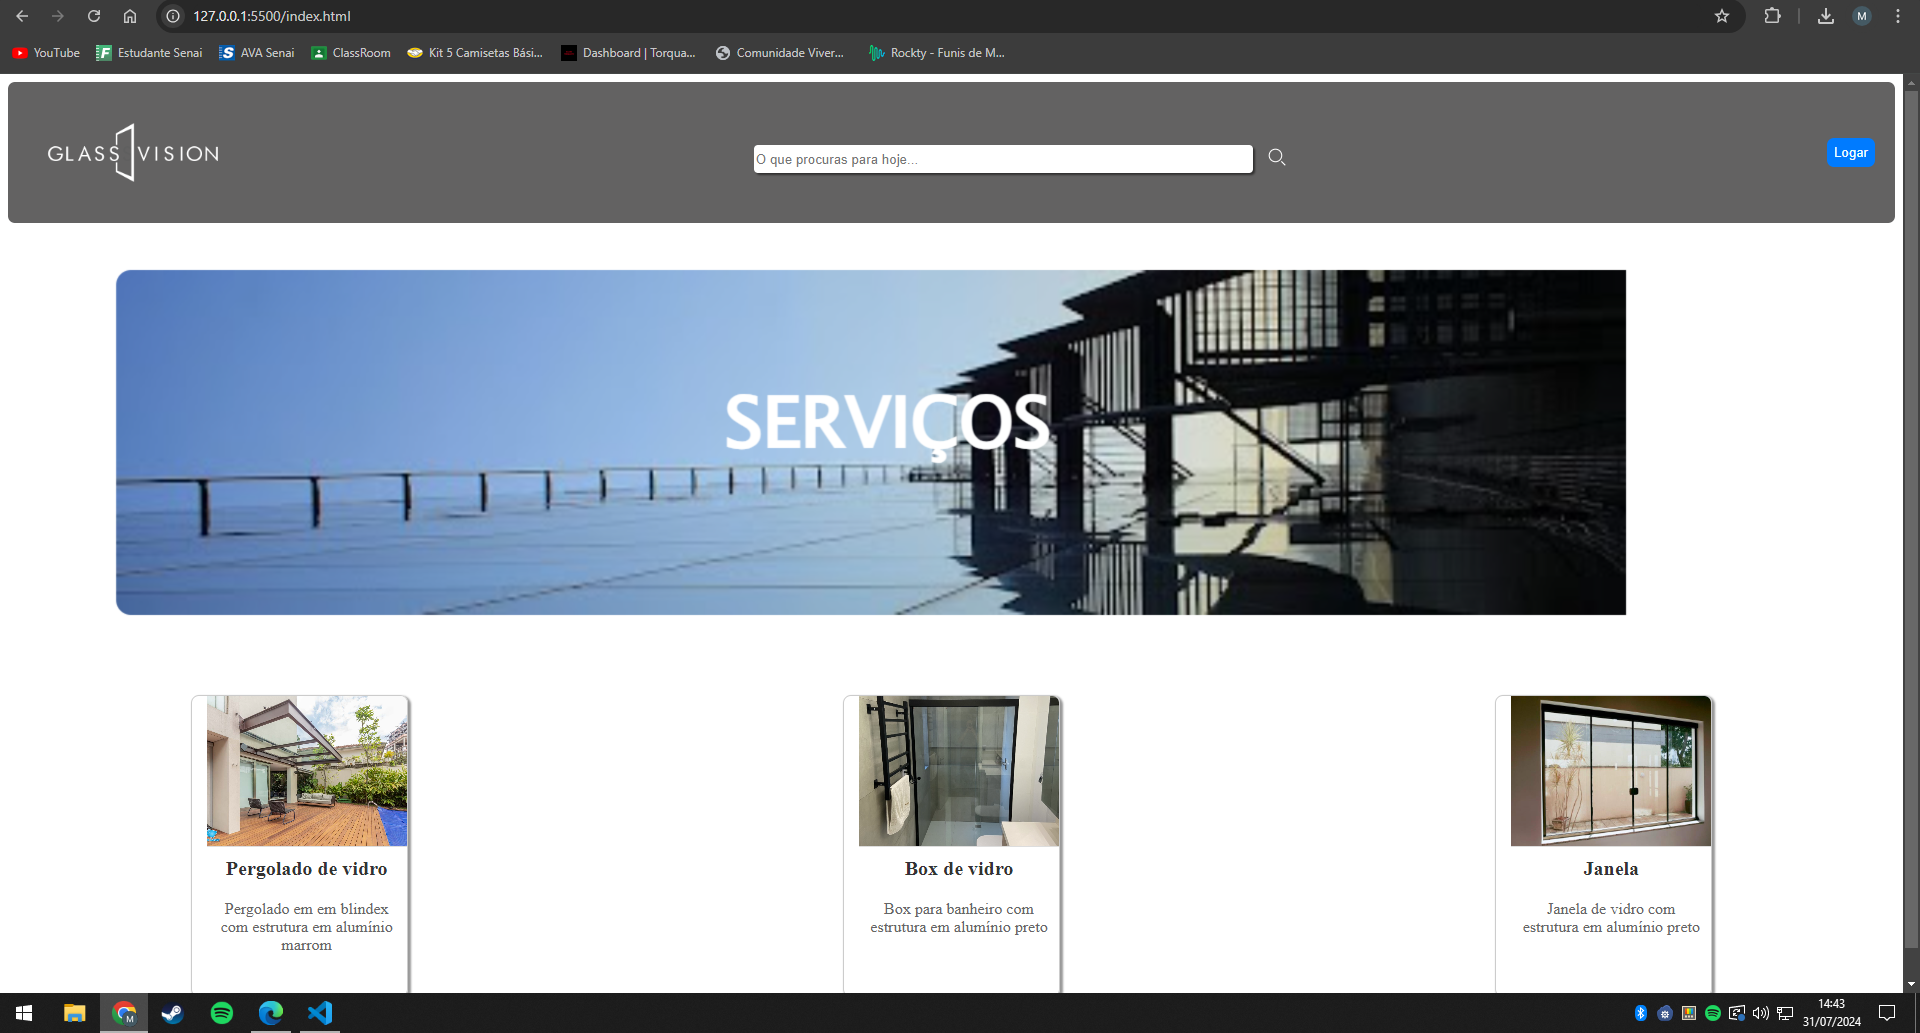 127.0.0.1:5500/index.html
M
YouTube
Estudante Senai
AVA Senai
ClassRoom
Kit 5 Camisetas Bási...
Dashboard | Torqua...
Comunidade Viver...
Rockty - Funis de M...
GLASS VISION
O que procuras para hoje...
Logar
SERVIÇOS
Pergolado de vidro
Pergolado em em blindex
com estrutura em alumínio
marrom
Box de vidro
Box para banheiro com
estrutura em alumínio preto
Janela
Janela de vidro com
estrutura em alumínio preto
14:43
31/07/2024